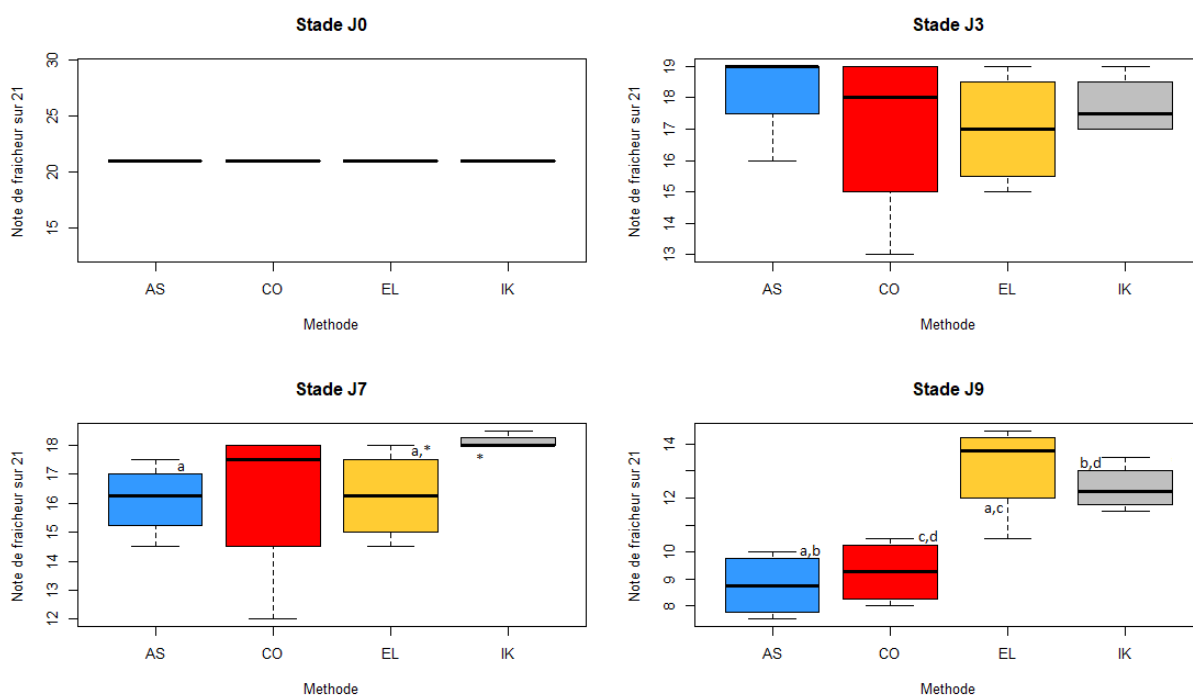 Stade J0
Note de fraicheur sur 21
30
25
20
15
AS CO EL IK
Methode
Stade J3
Note de fraicheur sur 21
19
18
17
16
15
14
13
AS CO EL IK
Methode
Stade J7
Note de fraicheur sur 21
18
17
16
15
14
13
12
a
a,*
*
AS CO EL IK
Methode
Stade J9
Note de fraicheur sur 21
14
12
10
9
8
a,b
c,d
a,c
b,d
AS CO EL IK
Methode